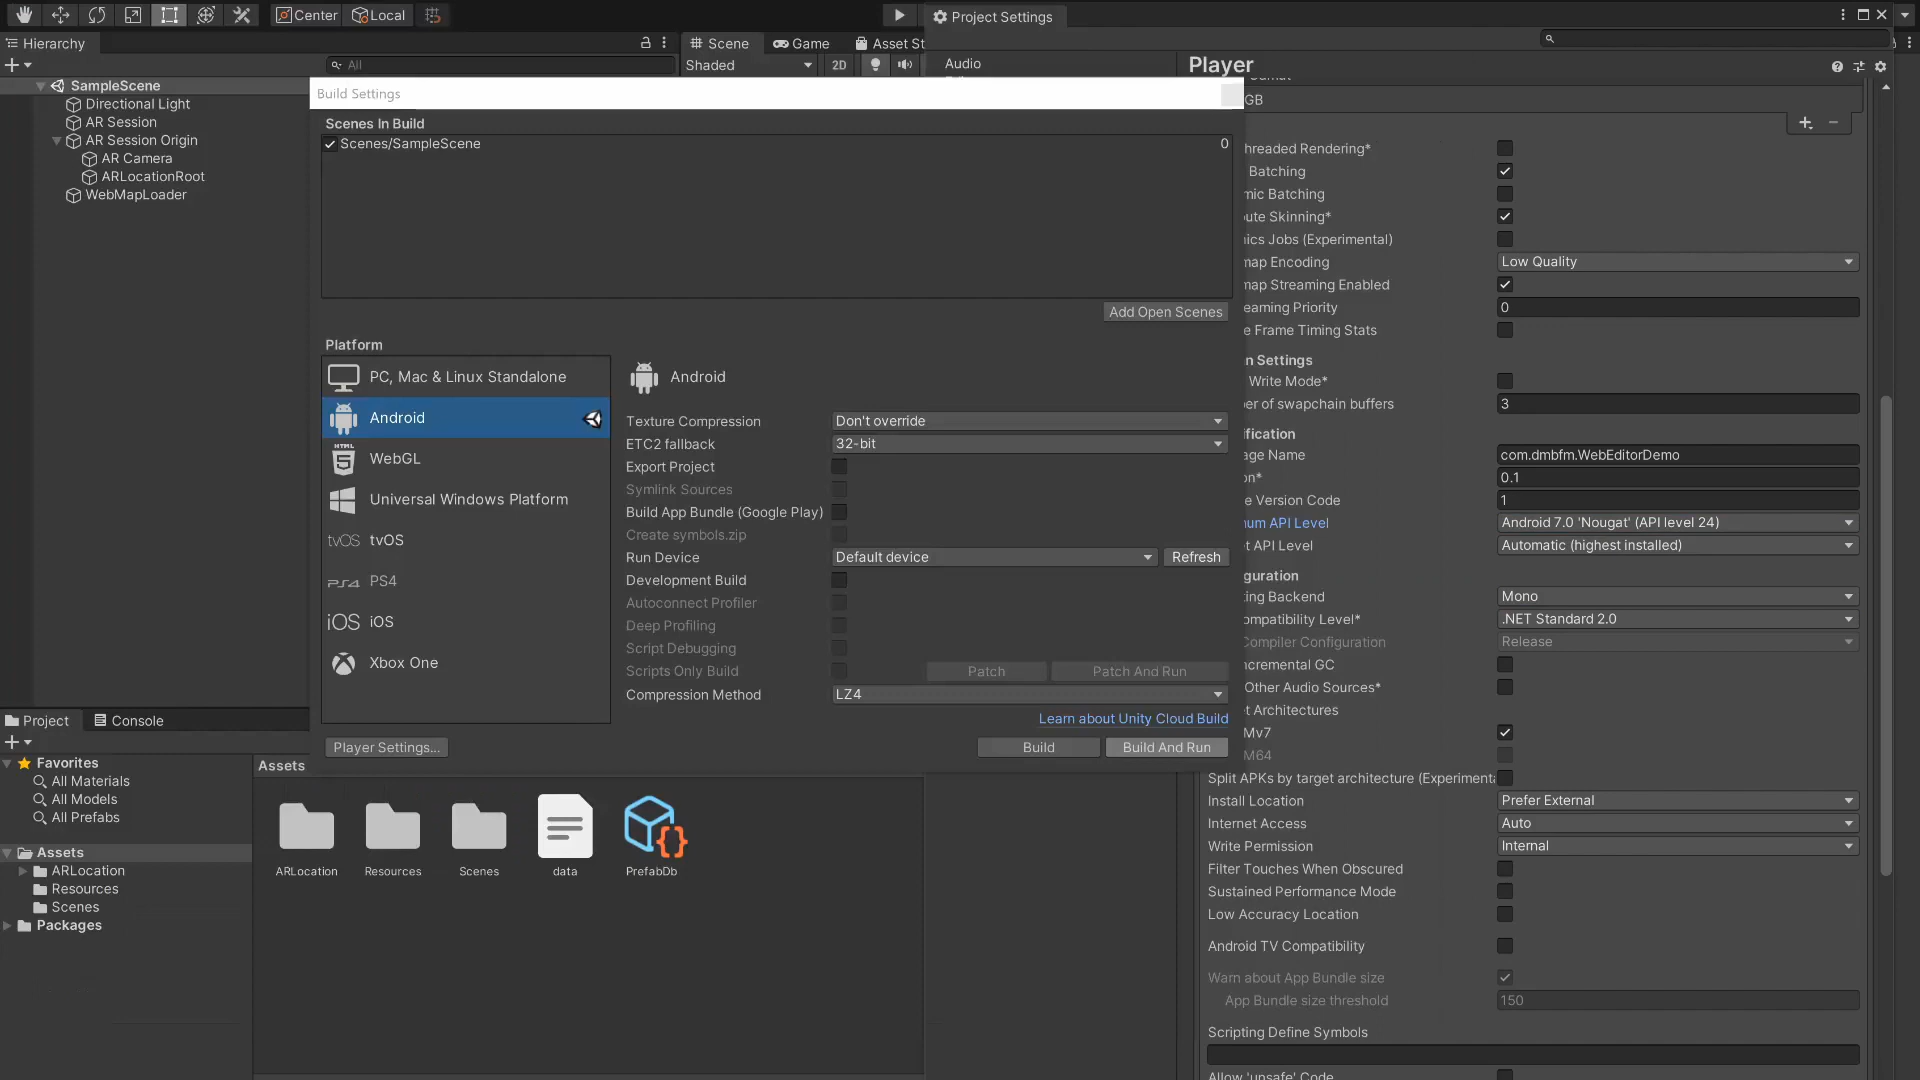 Center
Local
Project Settings
Hierarchy
Scene
Game
Asset St
All
Shaded
2D
Audio
Player
SampleScene
Directional Light
AR Session
AR Session Origin
AR Camera
ARLocationRoot
WebMapLoader
Build Settings
Scenes In Build
Scenes/SampleScene
0
Add Open Scenes
Platform
PC, Mac & Linux Standalone
Android
HTML
5
WebGL
Universal Windows Platform
tvOS tvOS
PS4 PS4
iOS iOS
Xbox One
Android
Texture Compression
Don't override
ETC2 fallback
32-bit
Export Project
Symlink Sources
Build App Bundle (Google Play)
Create symbols.zip
Run Device
Default device
Refresh
Development Build
Autoconnect Profiler
Deep Profiling
Script Debugging
Scripts Only Build
Patch
Patch And Run
Compression Method
LZ4
Learn about Unity Cloud Build
Player Settings...
Build
Build And Run
GB
hreaded Rendering*
Batching
mic Batching
ute Skinning*
ics Jobs (Experimental)
map Encoding
Low Quality
map Streaming Enabled
eaming Priority
0
e Frame Timing Stats
n Settings
Write Mode*
er of swapchain buffers
3
ification
age Name
com.dmbfm.WebEditorDemo
on*
0.1
e Version Code
1
um API Level
Android 7.0 'Nougat' (API level 24)
t API Level
Automatic (highest installed)
guration
ing Backend
Mono
ompatibility Level*
.NET Standard 2.0
Compiler Configuration
Release
ncremental GC
Other Audio Sources*
t Architectures
Mv7
M64
Split APKs by target architecture (Experimenta
Install Location
Prefer External
Internet Access
Auto
Write Permission
Internal
Filter Touches When Obscured
Sustained Performance Mode
Low Accuracy Location
Android TV Compatibility
Warn about App Bundle size
App Bundle size threshold
150
Scripting Define Symbols
Allow 'unsafe' Code
Project
Console
Favorites
All Materials
All Models
All Prefabs
Assets
ARLocation
Resources
Scenes
Packages
Assets
ARLocation
Resources
Scenes
data
PrefabDb